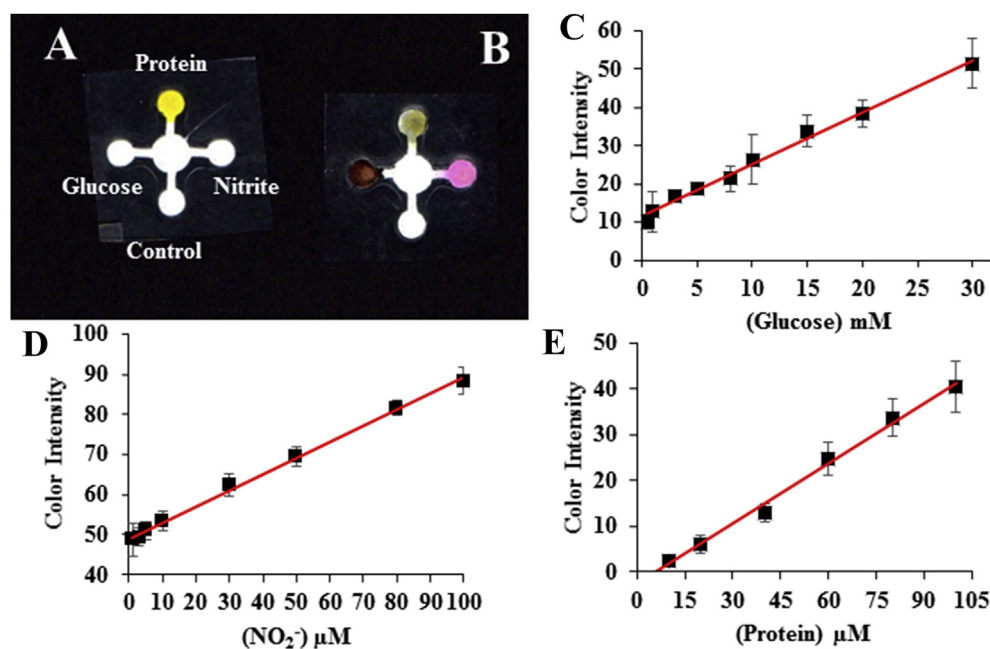 A
Protein
Glucose
Nitrite
Control
B
C
60
50
40
30
20
10
0
Color Intensity
0 5 10 15 20 25 30
(Glucose) mM
D
100
90
80
70
60
50
40
Color Intensity
0 10 20 30 40 50 60 70 80 90 100
(NO₂⁻) μM
E
50
40
30
20
10
0
Color Intensity
0 15 30 45 60 75 90 105
(Protein) μM